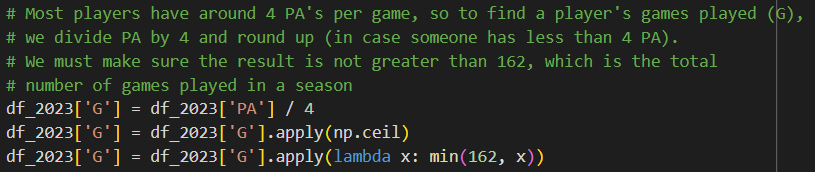 # Most players have around 4 PA's per game, so to find a player's games played (G),
# we divide PA by 4 and round up (in case someone has less than 4 PA).
# We must make sure the result is not greater than 162, which is the total
# number of games played in a season
df_2023['G'] = df_2023['PA'] / 4
df_2023['G'] = df_2023['G'].apply(np.ceil)
df_2023['G'] = df_2023['G'].apply(lambda x: min(162, x))